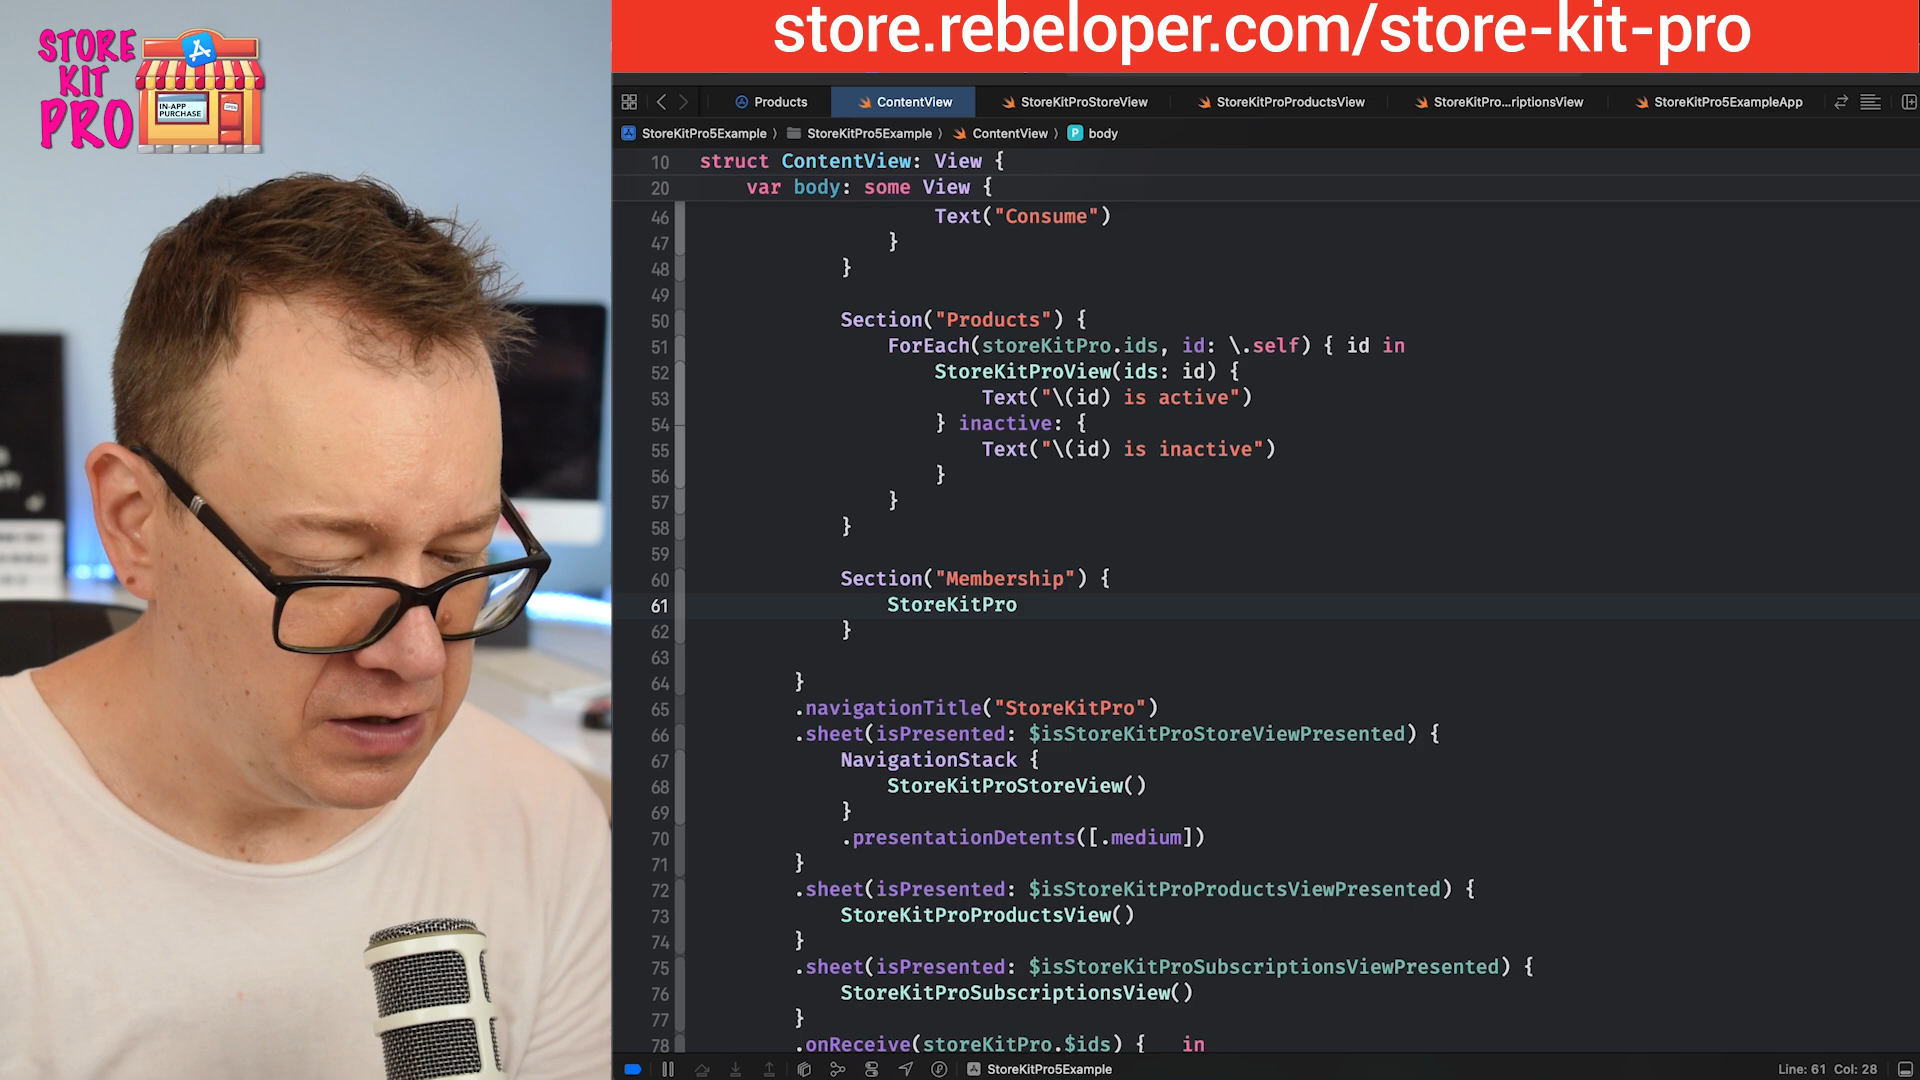 store.rebeloper.com/store-kit-pro
STORE
KIT
PRO
IN-APP
PURCHASE
OPEN
Products
ContentView
StoreKitProStoreView
StoreKitProProductsView
StoreKitPro...riptionsView
StoreKitPro5ExampleApp
StoreKitPro5Example 〉 StoreKitPro5Example 〉 ContentView 〉 P body
10 struct ContentView: View {
20 var body: some View {
46 Text("Consume")
47 }
48 }
49
50 Section("Products") {
51 ForEach(storeKitPro.ids, id: \.self) { id in
52 StoreKitProView(ids: id) {
53 Text("\(id) is active")
54 } inactive: {
55 Text("\(id) is inactive")
56 }
57 }
58 }
59
60 Section("Membership") {
61 StoreKitPro
62 }
63
64 }
65 .navigationTitle("StoreKitPro")
66 .sheet(isPresented: $isStoreKitProStoreViewPresented) {
67 NavigationStack {
68 StoreKitProStoreView()
69 }
70 .presentationDetents([.medium])
71 }
72 .sheet(isPresented: $isStoreKitProProductsViewPresented) {
73 StoreKitProProductsView()
74 }
75 .sheet(isPresented: $isStoreKitProSubscriptionsViewPresented) {
76 StoreKitProSubscriptionsView()
77 }
78 .onReceive(storeKitPro.$ids) { in
StoreKitPro5Example
Line: 61 Col: 28